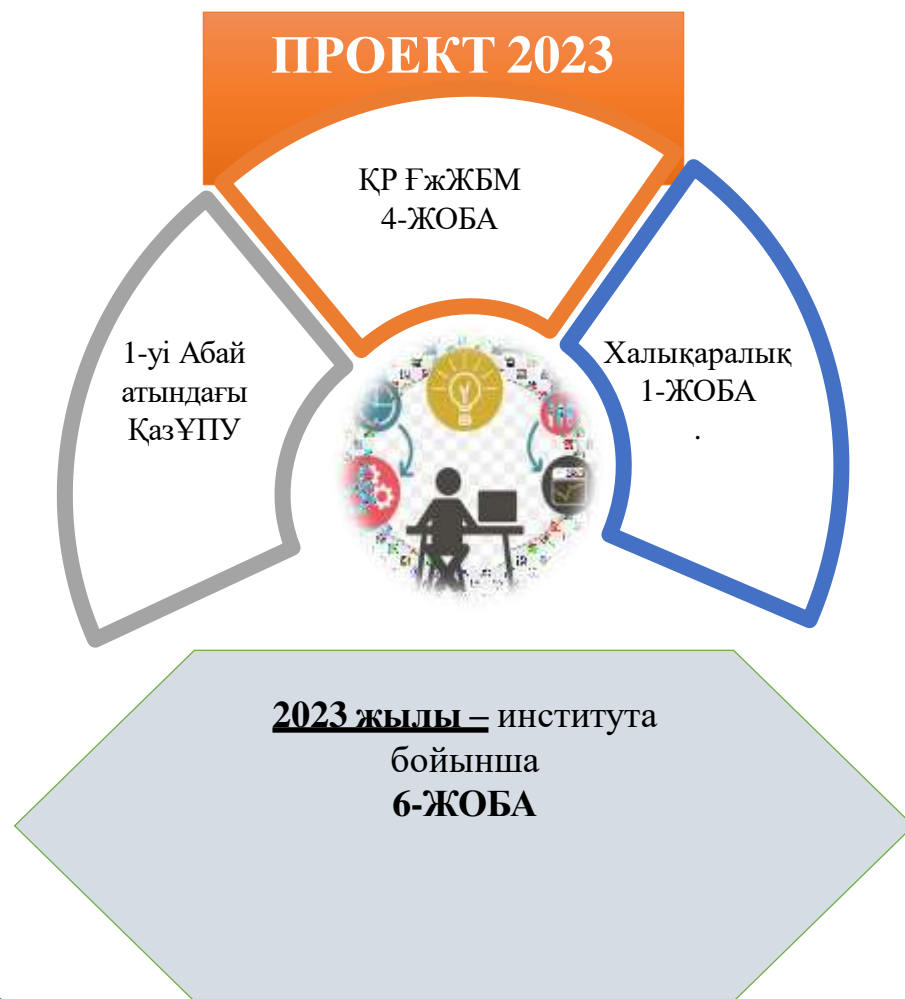 ПРОЕКТ 2023
ҚР ҒжЖБМ
4-ЖОБА
1-уі Абай
атындағы
ҚазҰПУ
Халықаралық
1-ЖОБА
.
2023 жылы – института
бойынша
6-ЖОБА